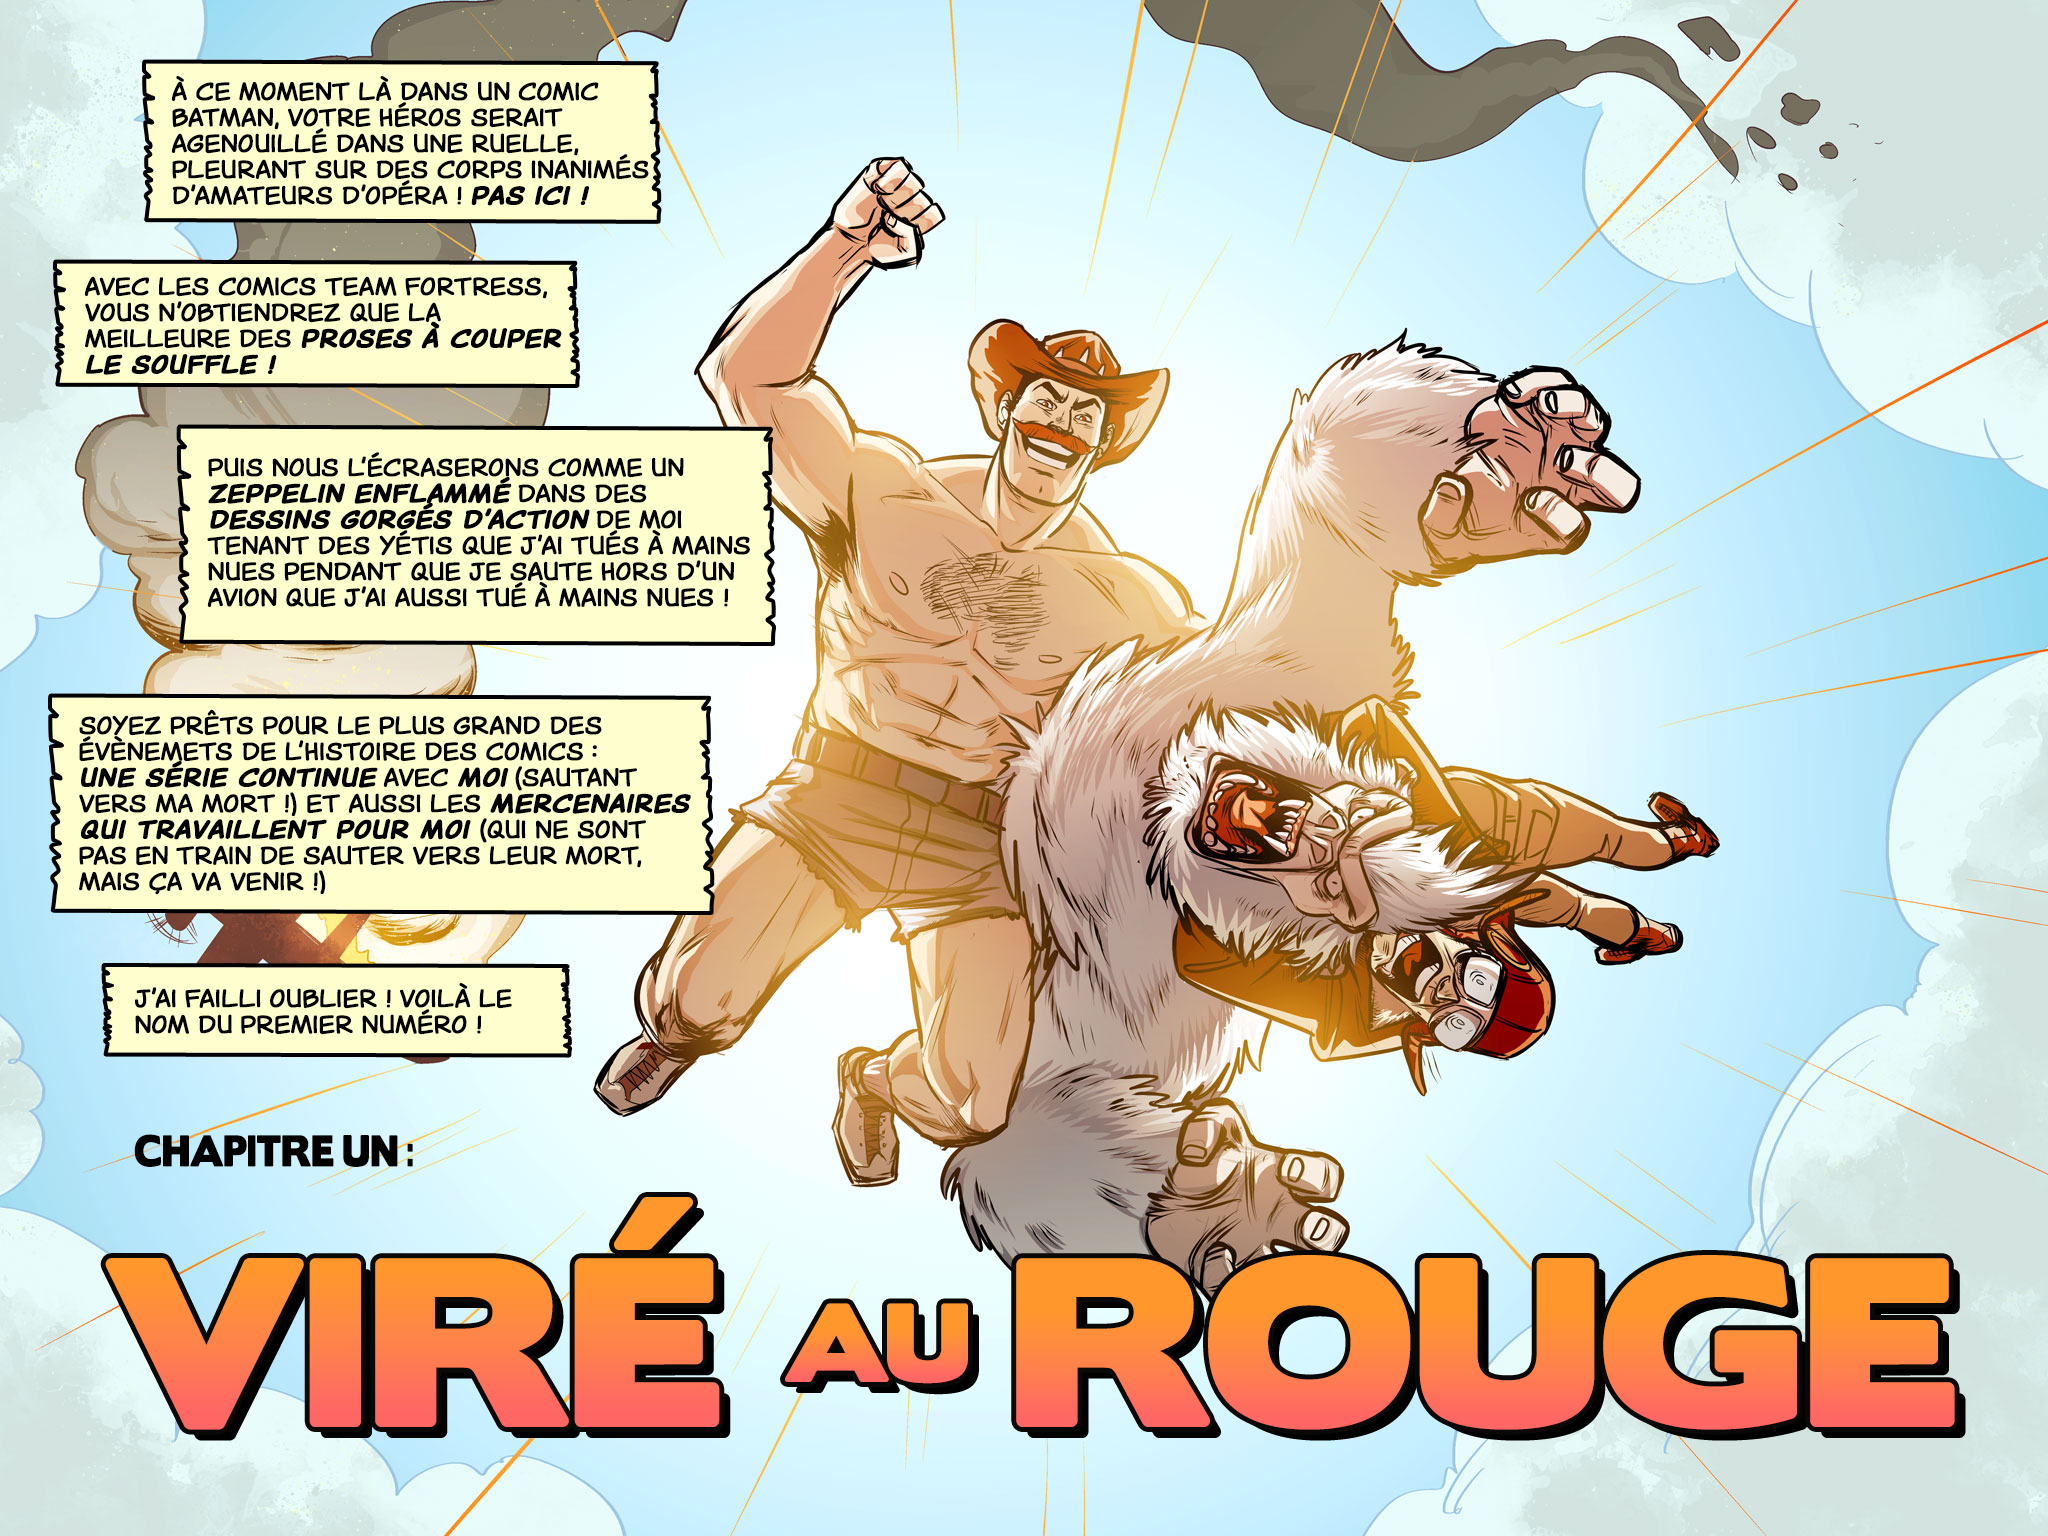 À CE MOMENT LÀ DANS UN COMIC
BATMAN, VOTRE HÉROS SERAIT
AGENOUILLÉ DANS UNE RUELLE,
PLEURANT SUR DES CORPS INANIMÉS
D'AMATEURS D'OPÉRA ! PAS ICI !
AVEC LES COMICS TEAM FORTRESS,
VOUS N'OBTIENDREZ QUE LA
MEILLEURE DES PROSES À COUPER
LE SOUFFLE !
PUIS NOUS L'ÉCRASERONS COMME UN
ZEPPELIN ENFLAMMÉ DANS DES
DESSINS GORGÉS D'ACTION DE MOI
TENANT DES YÉTIS QUE J'AI TUÉS À MAINS
NUES PENDANT QUE JE SAUTE HORS D'UN
AVION QUE J'AI AUSSI TUÉ À MAINS NUES !
SOYEZ PRÊTS POUR LE PLUS GRAND DES
ÉVÈNEMETS DE L'HISTOIRE DES COMICS :
UNE SÉRIE CONTINUE AVEC MOI (SAUTANT
VERS MA MORT !) ET AUSSI LES MERCENAIRES
QUI TRAVAILLENT POUR MOI (QUI NE SONT
PAS EN TRAIN DE SAUTER VERS LEUR MORT,
MAIS ÇA VA VENIR !)
J'AI FAILLI OUBLIER ! VOILÀ LE
NOM DU PREMIER NUMÉRO !
CHAPITRE UN :
VIRÉ AU ROUGE